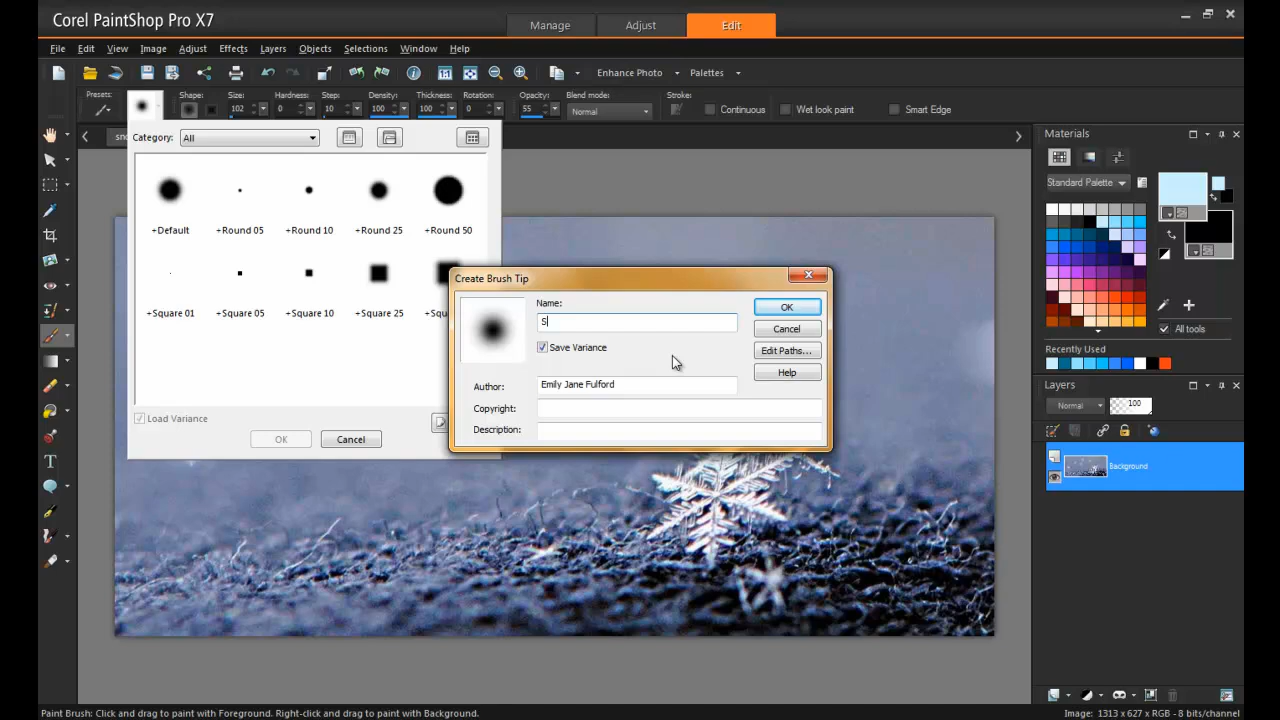 Corel PaintShop Pro X7
Manage Adjust Edit
File Edit View Image Adjust Effects Layers Objects Selections Window Help
Enhance Photo Palettes
Presets: Shape: Size: Hardness: Step: Density: Thickness: Rotation: Opacity: Blend mode: Stroke:
102 0 10 100 100 0 55 Normal Continuous Wet look paint Smart Edge
Category: All
+Default +Round 05 +Round 10 +Round 25 +Round 50
+Square 01 +Square 05 +Square 10 +Square 25
Load Variance
OK Cancel
Create Brush Tip
Name:
S
Save Variance
Author: Emily Jane Fulford
Copyright:
Description:
OK
Cancel
Edit Paths...
Help
Materials
Standard Palette
All tools
Recently Used
Layers
Normal 100
Background
Paint Brush: Click and drag to paint with Foreground. Right-click and drag to paint with Background.
Image: 1313 x 627 x RGB - 8 bits/channel